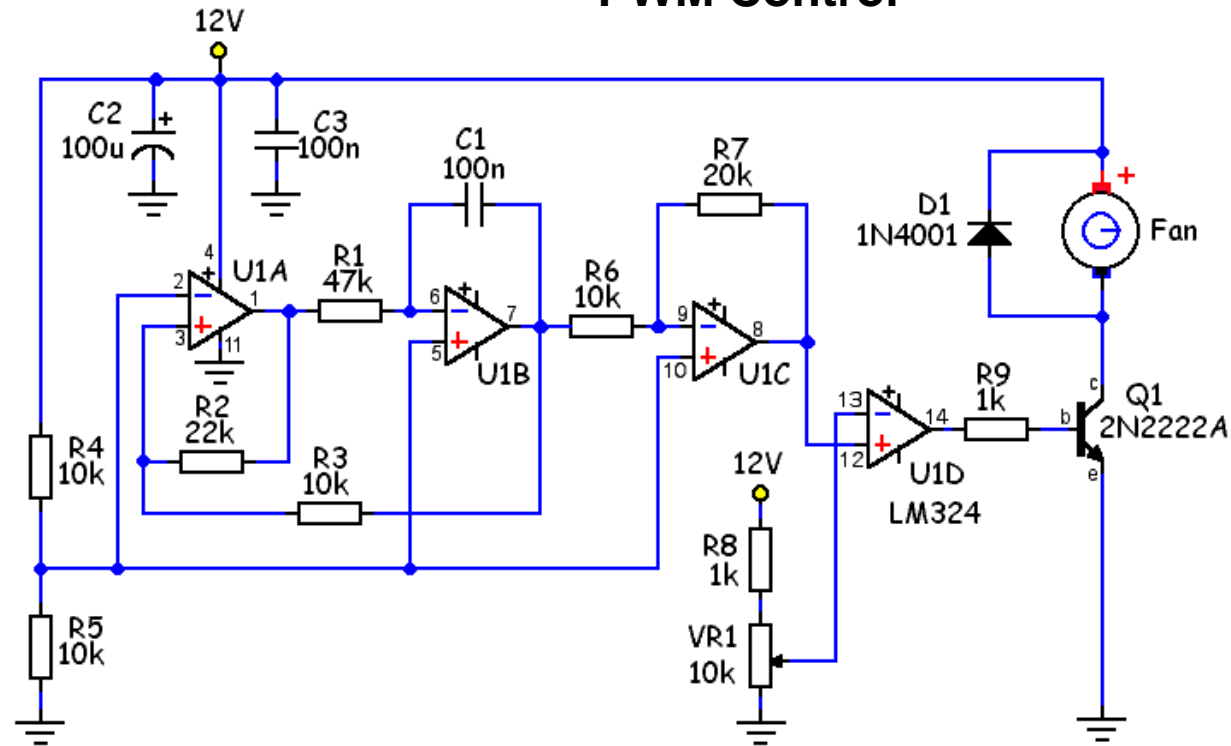 PWM Control
12V
C2
100u
+
C3
100n
C1
100n
R7
20k
D1
1N4001
+
Fan
4
+
U1A
2
−
3
+
1
11
R1
47k
6
−
5
+
+
7
U1B
R6
10k
9
−
10
+
8
U1C
R2
22k
R3
10k
R4
10k
R5
10k
12V
R8
1k
VR1
10k
13
−
12
+
+
14
U1D
LM324
R9
1k
b
c
e
Q1
2N2222A